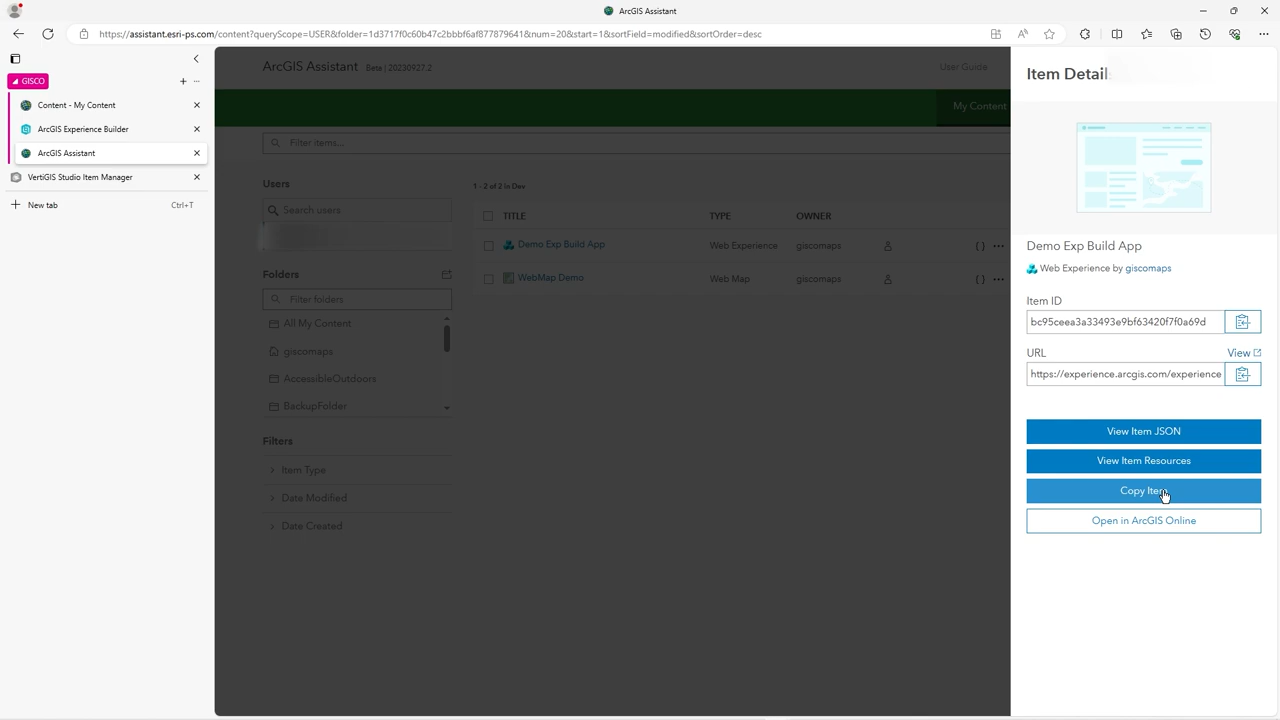 ArcGIS Assistant
https://assistant.esri-ps.com/content?queryScope=USER&folder=1d3717f0c60b47c2bbbf6af877879641&num=20&start=1&sortField=modified&sortOrder=desc
GISCO
Content - My Content
ArcGIS Experience Builder
ArcGIS Assistant
VertiGIS Studio Item Manager
New tab
Ctrl+T
ArcGIS Assistant Beta | 20230927.2
User Guide
My Content
Filter items...
Users
Search users
Folders
Filter folders
All My Content
giscomaps
AccessibleOutdoors
BackupFolder
Filters
Item Type
Date Modified
Date Created
1 - 2 of 2 in Dev
TITLE TYPE OWNER
Demo Exp Build App Web Experience giscomaps { }
WebMap Demo Web Map giscomaps { }
Item Details
Demo Exp Build App
Web Experience by giscomaps
Item ID
bc95ceea3a33493e9bf63420f7f0a69d
URL View
https://experience.arcgis.com/experience
View Item JSON
View Item Resources
Copy Item
Open in ArcGIS Online